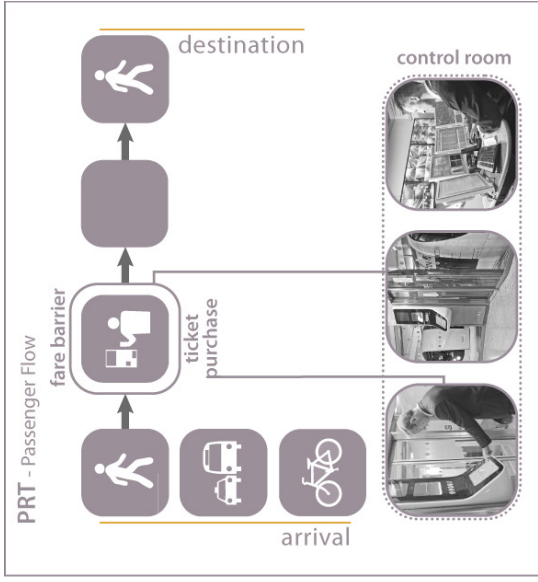 PRT - Passenger Flow
fare barrier
ticket
purchase
arrival
destination
control room